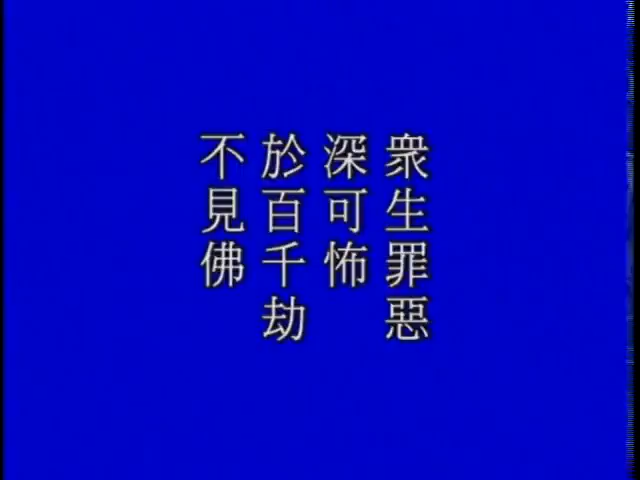 衆生罪惡
深可怖
於百千劫
不見佛